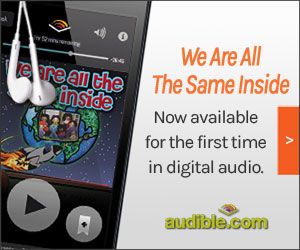 We are all the
inside
We Are All
The Same Inside
Now available
for the first time
in digital audio.
>
audible.com